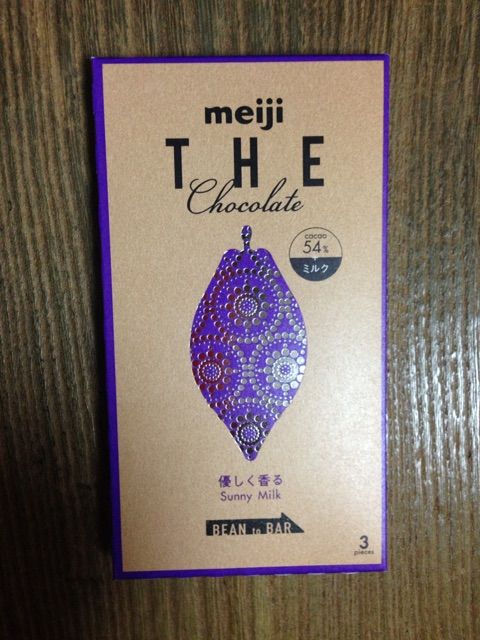 meiji
THE
Chocolate
cacao
54%
ミルク
優しく香る
Sunny Milk
BEAN to BAR
3
pieces